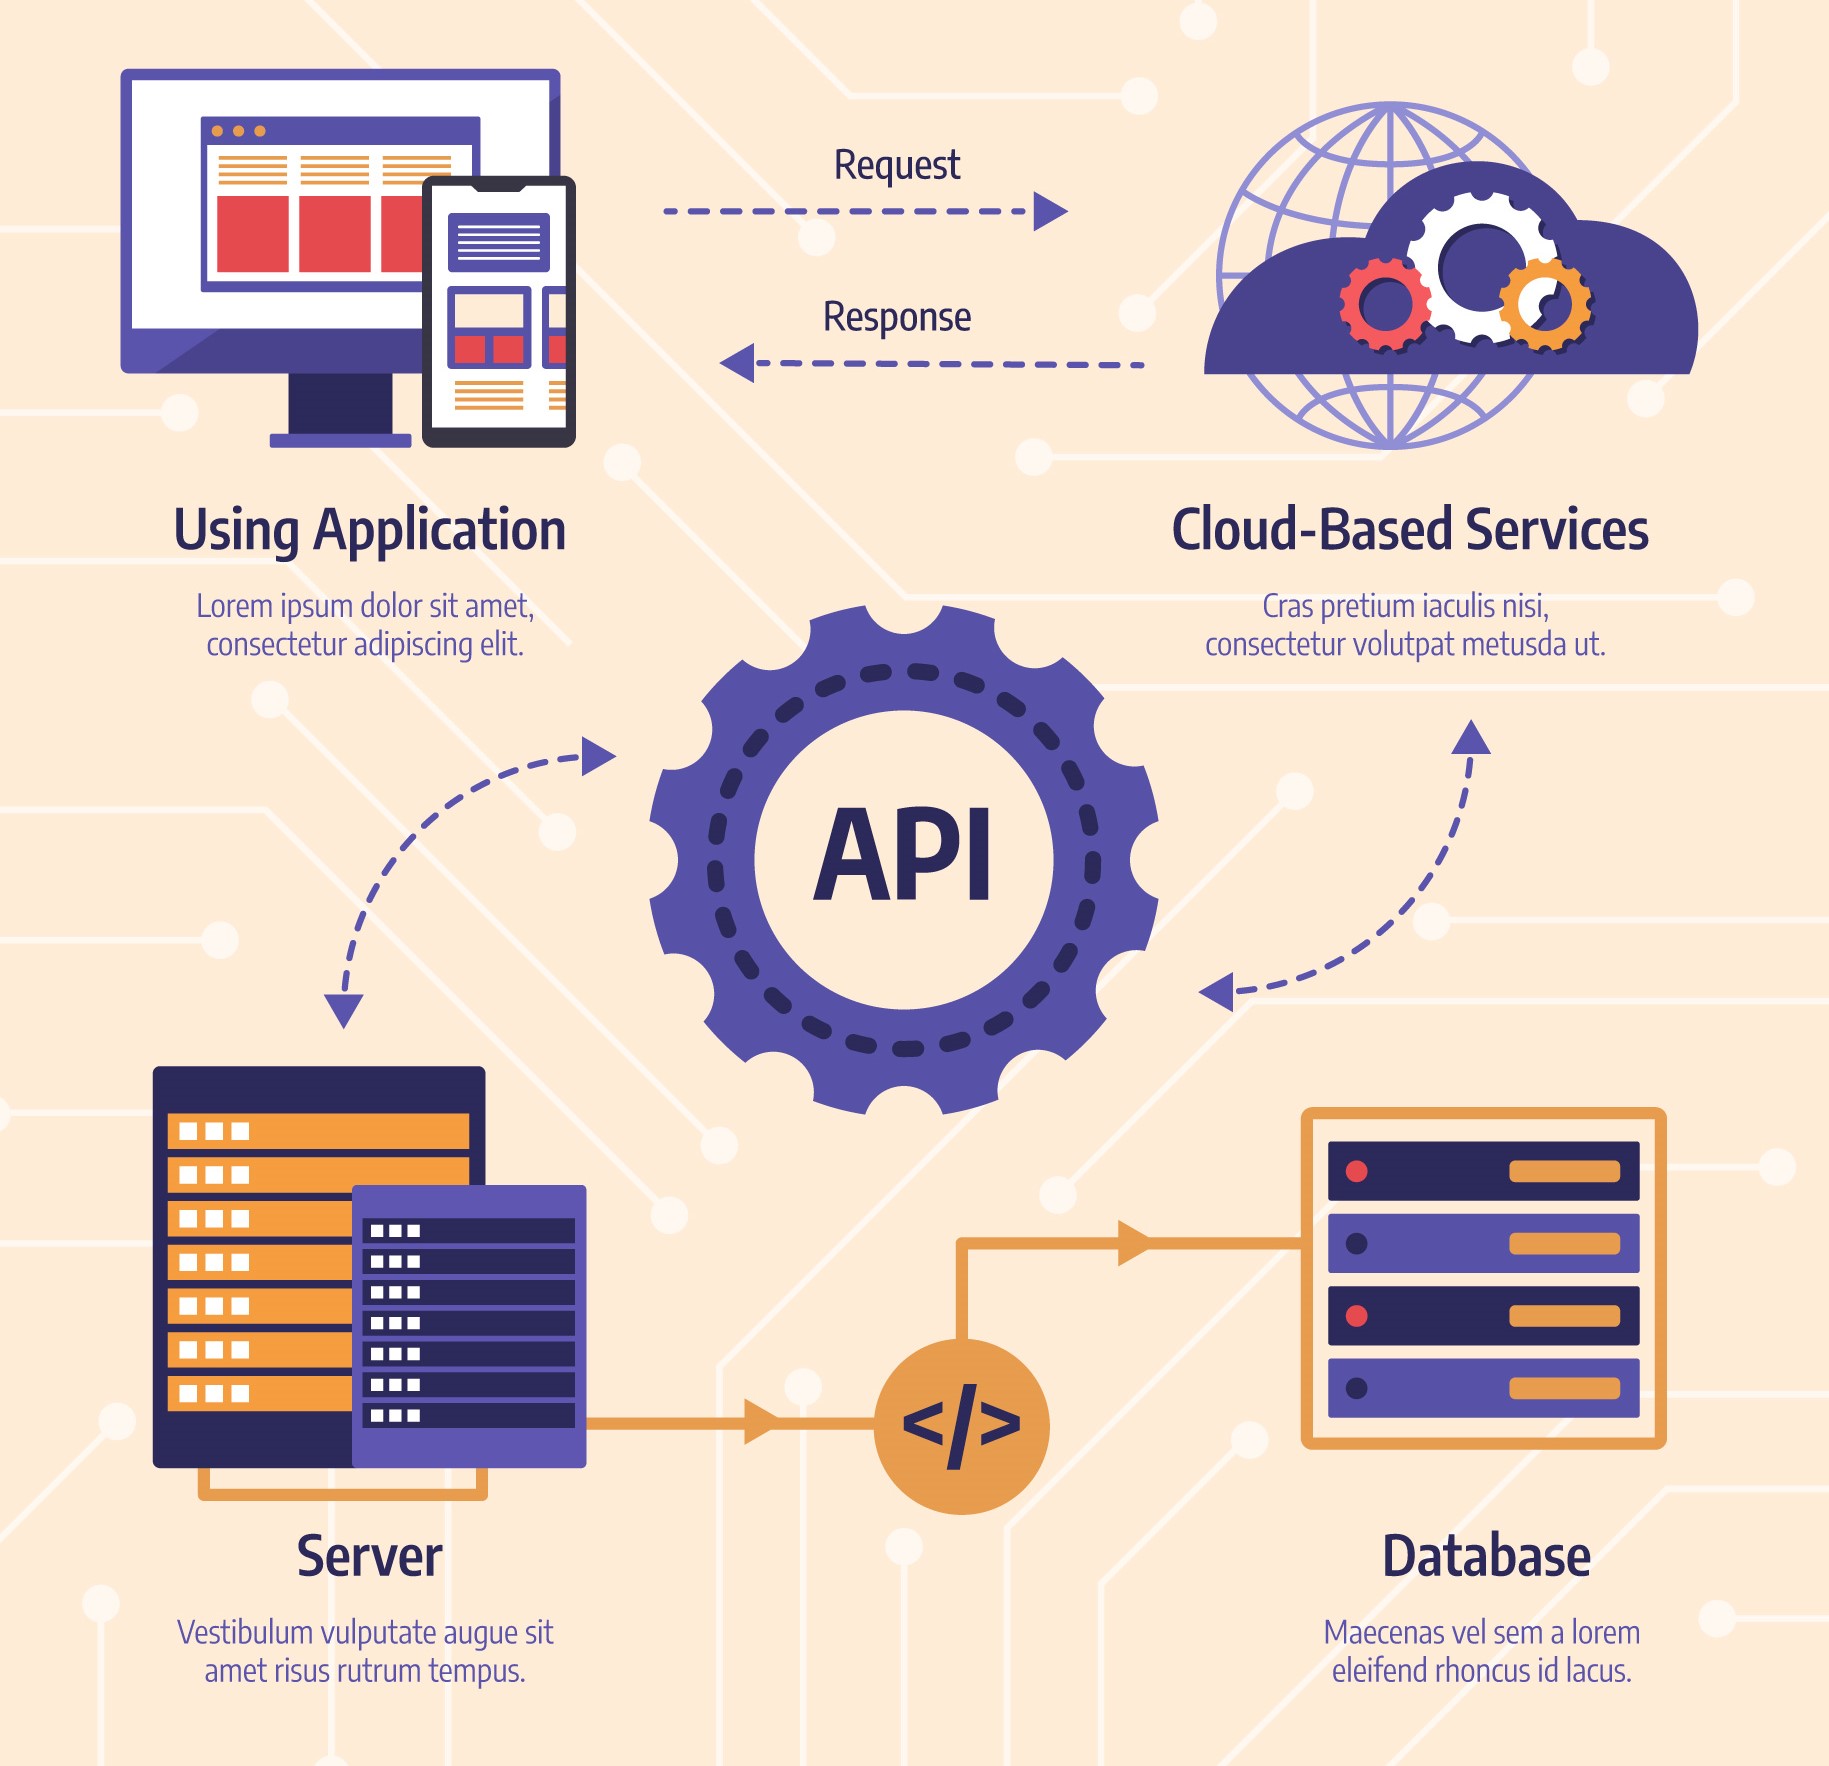 Request
Response
Using Application
Lorem ipsum dolor sit amet,
consectetur adipiscing elit.
Cloud-Based Services
Cras pretium iaculis nisi,
consectetur volutpat metusda ut.
API
</>
Server
Vestibulum vulputate augue sit
amet risus rutrum tempus.
Database
Maecenas vel sem a lorem
eleifend rhoncus id lacus.